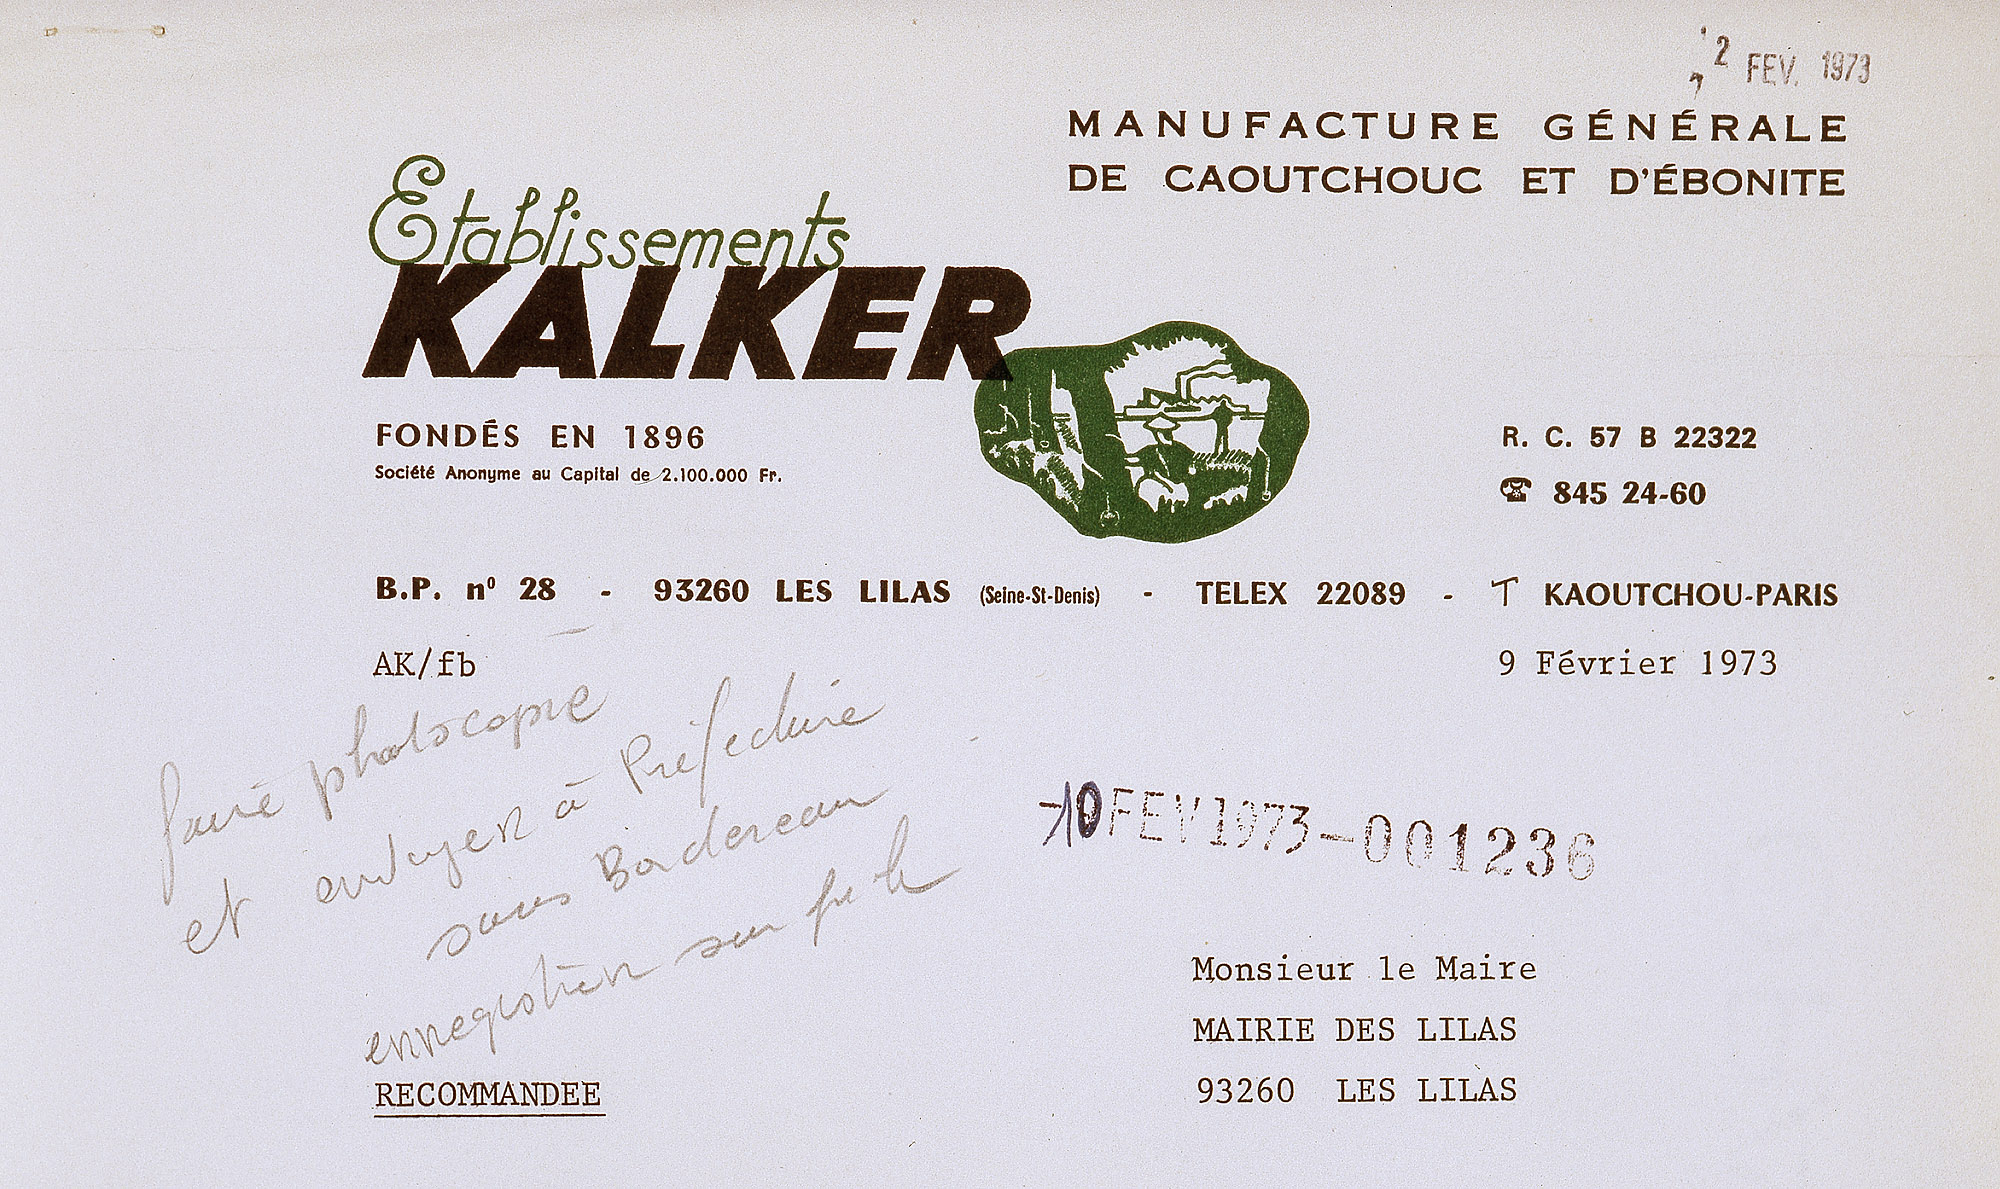 2 FEV. 1973
MANUFACTURE GÉNÉRALE
DE CAOUTCHOUC ET D'ÉBONITE
Etablissements
KALKER
FONDÉS EN 1896
Société Anonyme au Capital de 2.100.000 Fr.
R. C. 57 B 22322
☎ 845 24-60
B.P. nº 28 - 93260 LES LILAS (Seine-St-Denis) - TELEX 22089 - T KAOUTCHOU-PARIS
AK/fb
9 Février 1973
faire photocopie
et envoyer à Préfecture
sous Bordereau
enregistrer sur
-10 FEV 1973-001236
Monsieur le Maire
MAIRIE DES LILAS
93260 LES LILAS
RECOMMANDEE